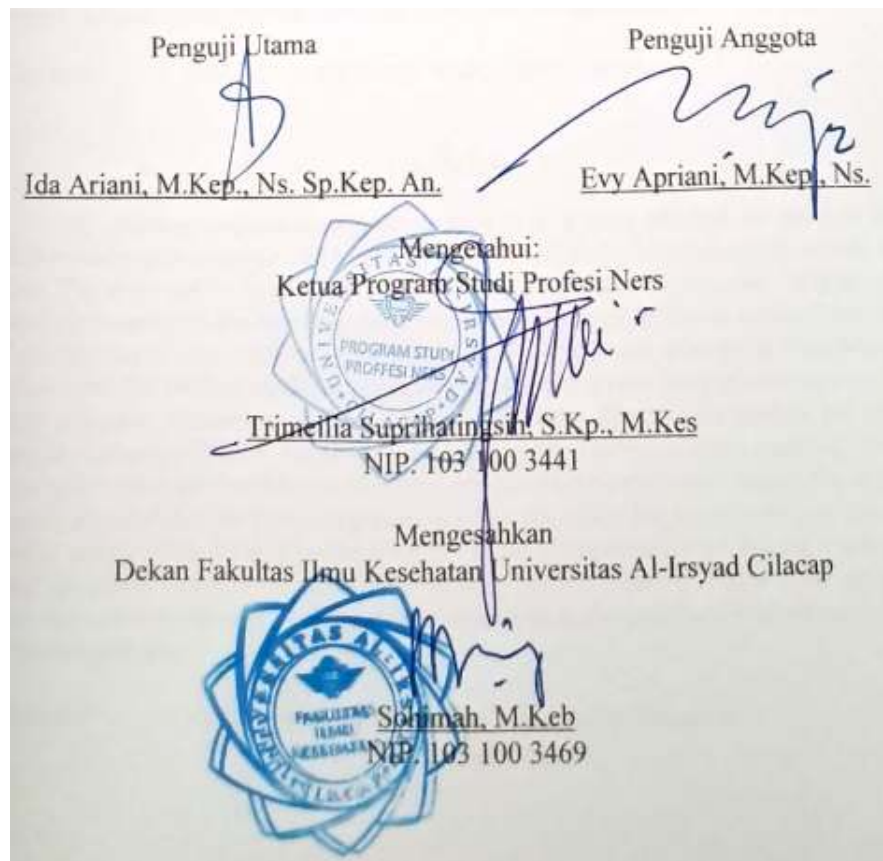 Penguji Utama
Penguji Anggota
Ida Ariani, M.Kep., Ns. Sp.Kep. An.
Evy Apriani, M.Kep., Ns.
Mengetahui:
Ketua Program Studi Profesi Ners
PROGRAM STUDI
PROFFESI NERS
Trimeilia Suprihatingsih, S.Kp., M.Kes
NIP. 103 100 3441
Mengesahkan
Dekan Fakultas Ilmu Kesehatan Universitas Al-Irsyad Cilacap
FAKULTAS
ILMU
KESEHATAN
Sohimah, M.Keb
NIP. 103 100 3469